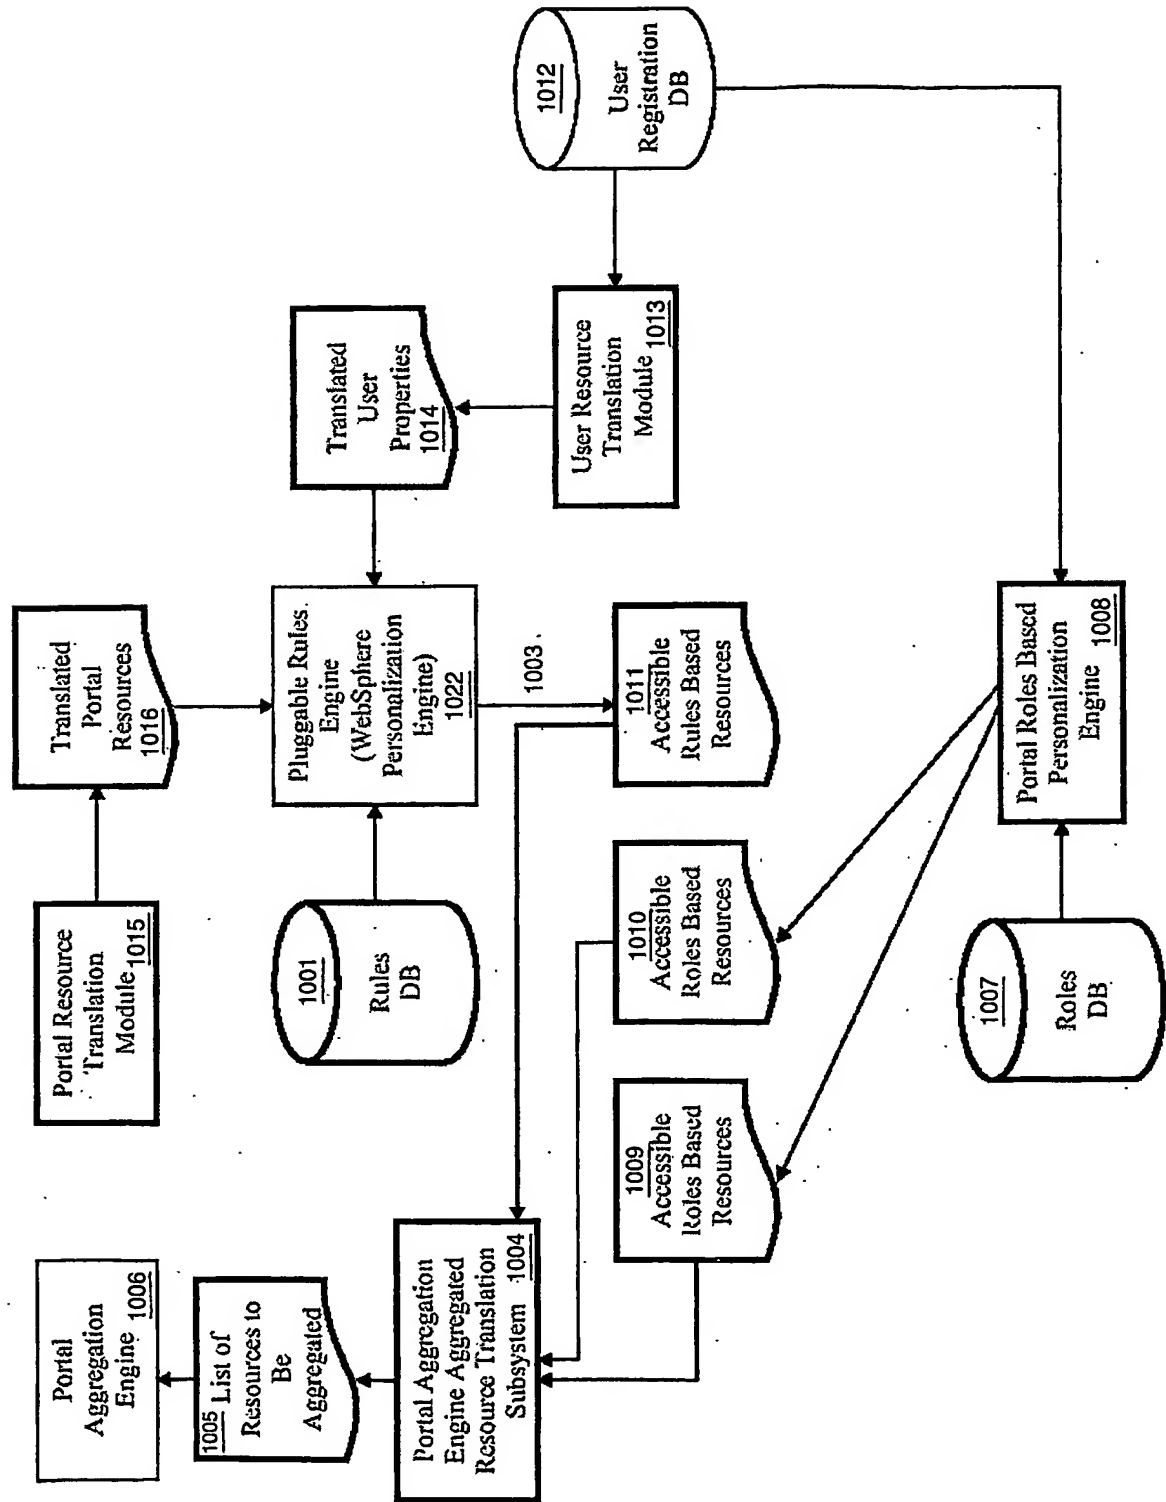 Portal
Aggregation
Engine 1006
Portal Resource
Translation
Module 1015
Translated
Portal
Resources
1016
1005 List of
Resources to
Be
Aggregated
1001
Rules
DB
Pluggable Rules.
Engine
(WebSphere
Personalization
Engine)
1022
Translated
User
Properties
1014
Portal Aggregation
Engine Aggregated
Resource Translation
Subsystem 1004
1003
1009
Accessible
Roles Based
Resources
1010
Accessible
Roles Based
Resources
1011
Accessible
Rules Based
Resources
User Resource
Translation
Module 1013
1012
User
Registration
DB
1007
Roles
DB
Portal Roles Based
Personalization
Engine 1008